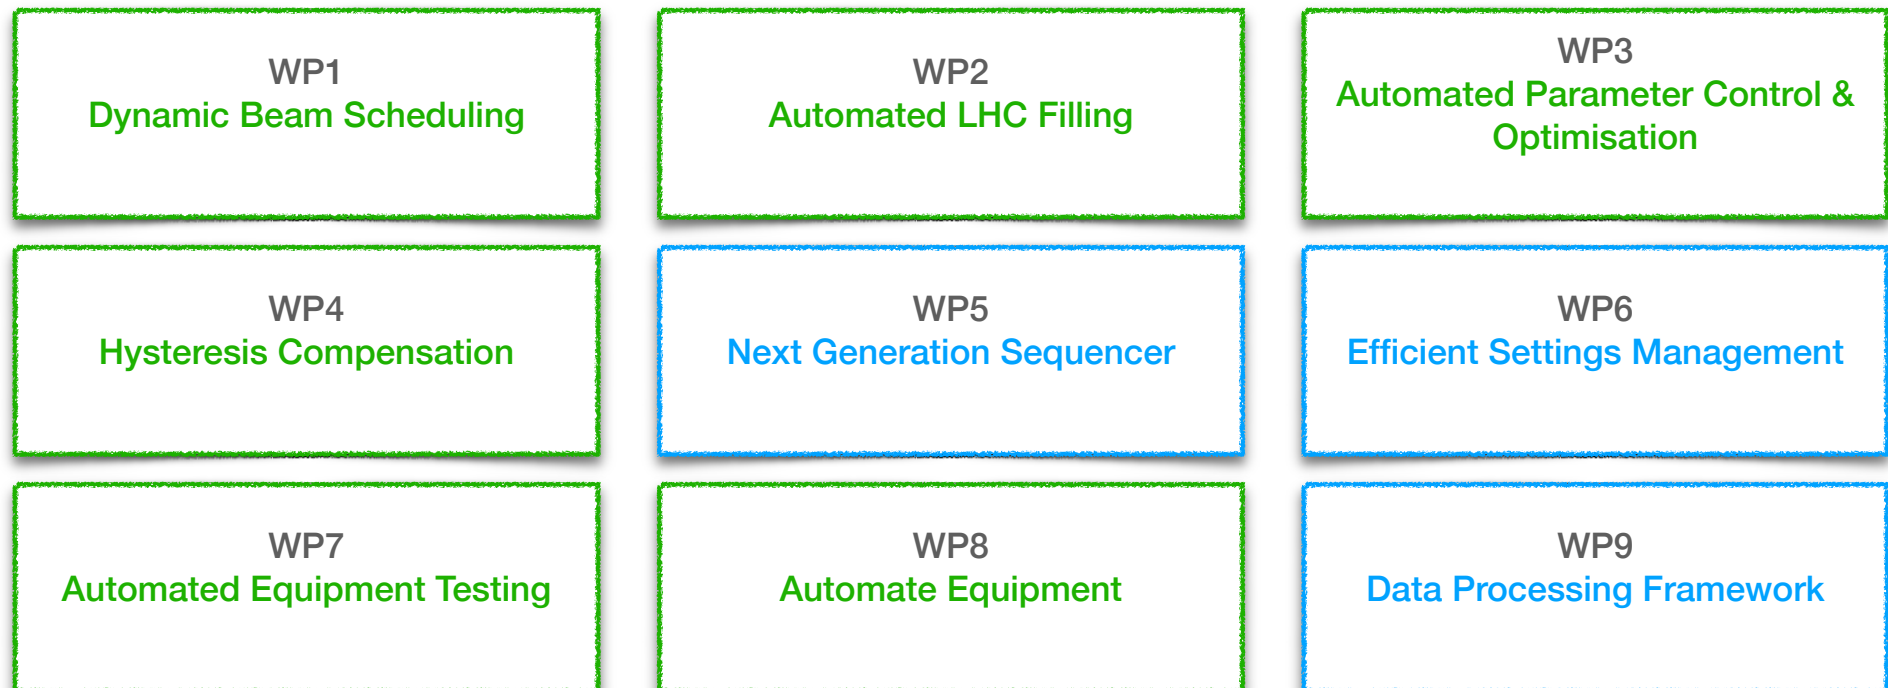 WP1
Dynamic Beam Scheduling
WP2
Automated LHC Filling
WP3
Automated Parameter Control &
Optimisation
WP4
Hysteresis Compensation
WP5
Next Generation Sequencer
WP6
Efficient Settings Management
WP7
Automated Equipment Testing
WP8
Automate Equipment
WP9
Data Processing Framework